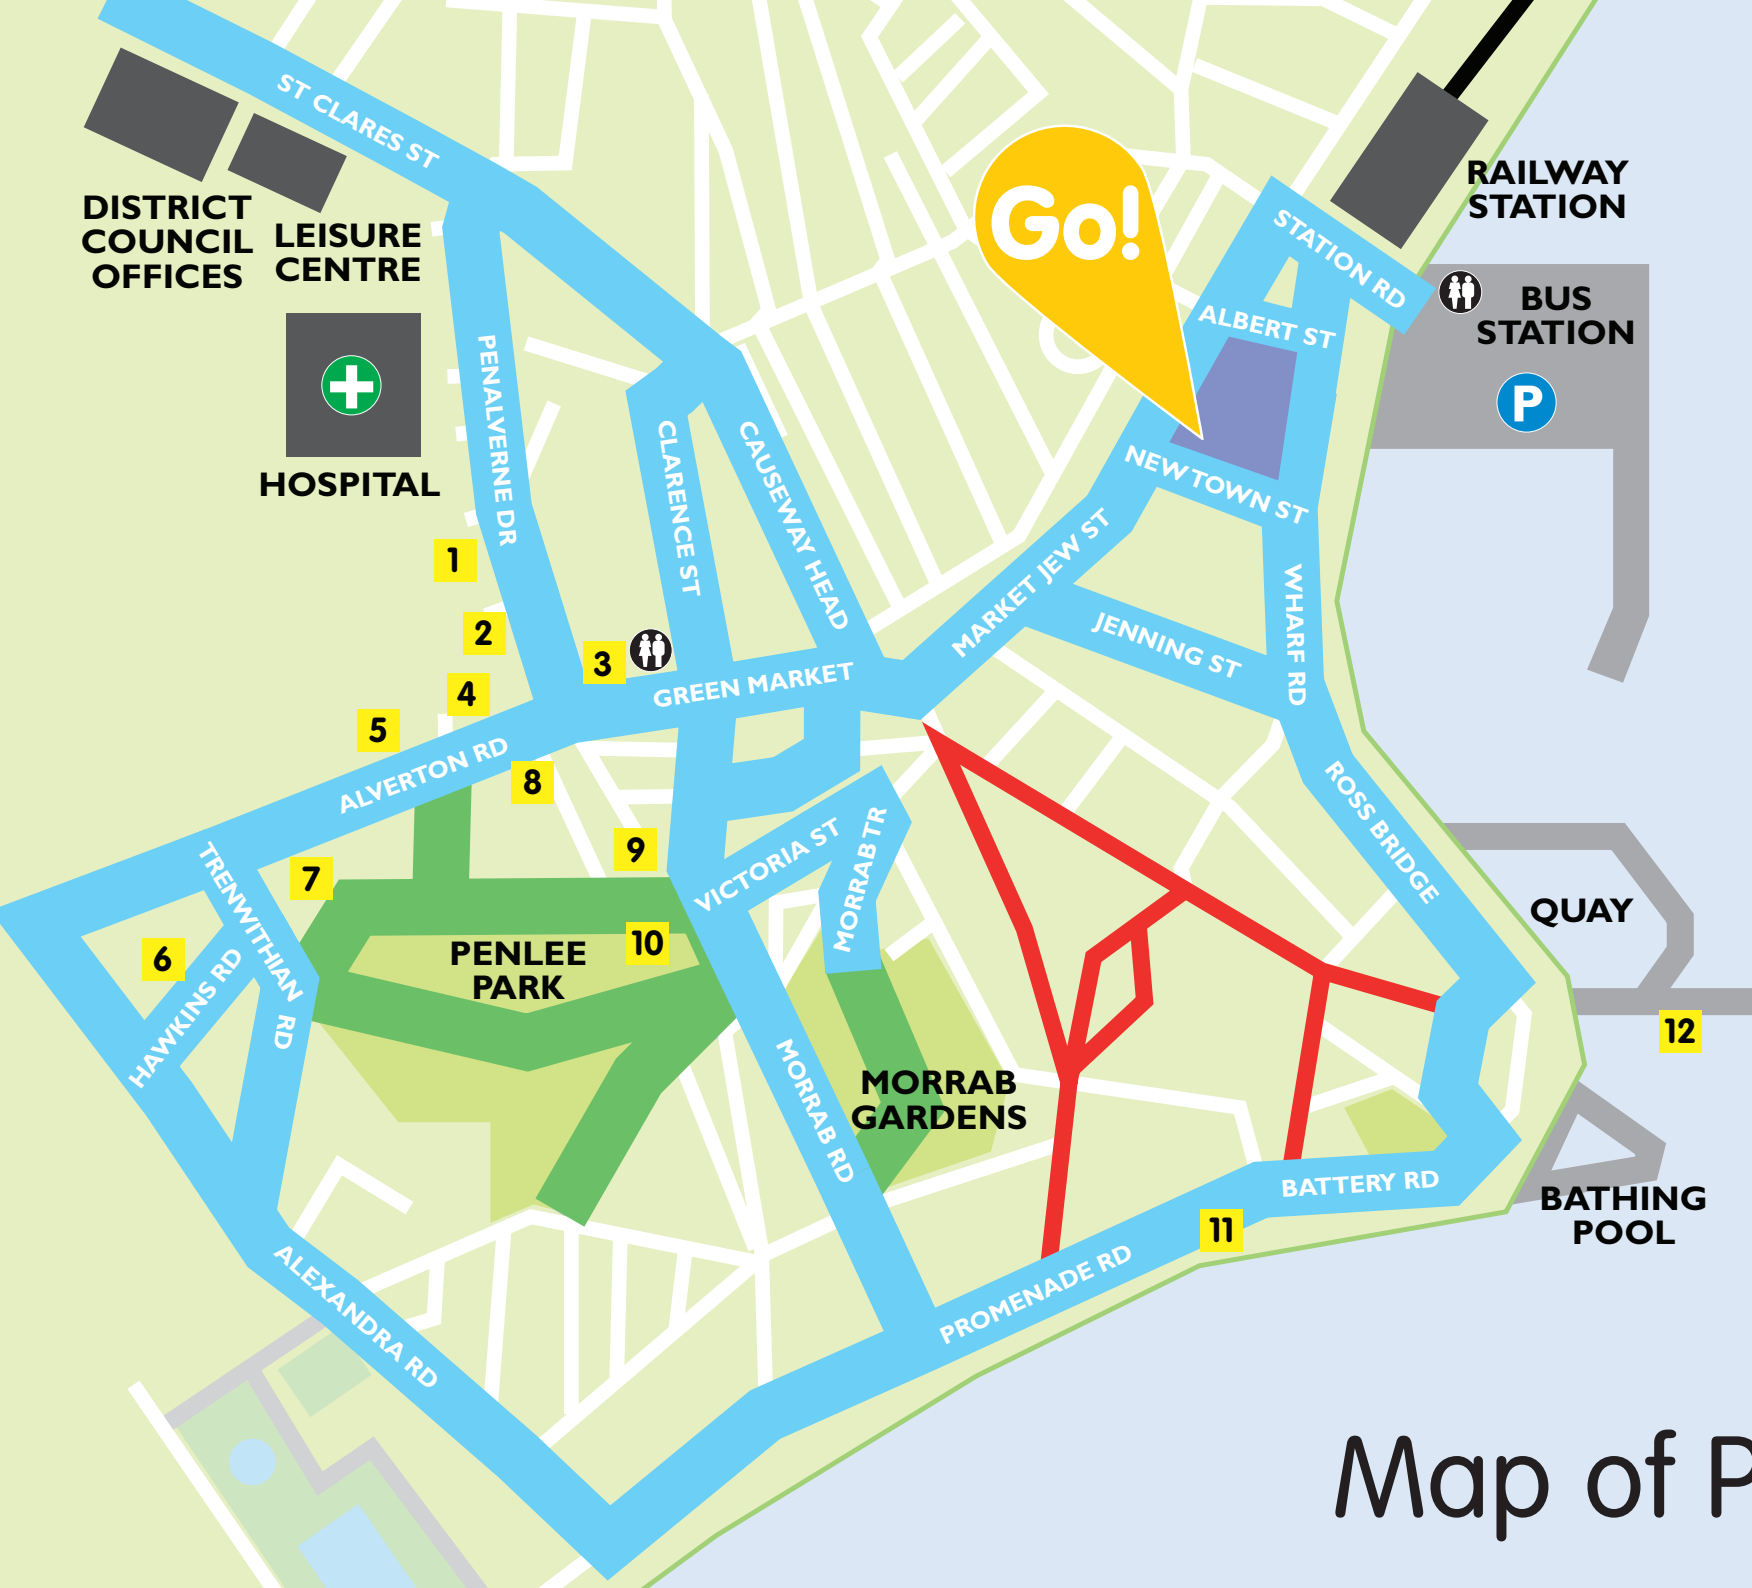 ST CLARES ST
DISTRICT
COUNCIL
OFFICES
LEISURE
CENTRE
HOSPITAL
PENALVERNE DR
CLARENCE ST
CAUSEWAY HEAD
Go!
RAILWAY
STATION
STATION RD
BUS
STATION
P
ALBERT ST
NEW TOWN ST
MARKET JEW ST
JENNING ST
WHARF RD
1
2
3
4
5
GREEN MARKET
ALVERTON RD
8
9
7
6
10
TRENWITHIAN RD
HAWKINS RD
PENLEE
PARK
VICTORIA ST
MORRAB TR
MORRAB
GARDENS
MORRAB RD
ROSS BRIDGE
QUAY
12
BATHING
POOL
BATTERY RD
11
PROMENADE RD
ALEXANDRA RD
Map of P